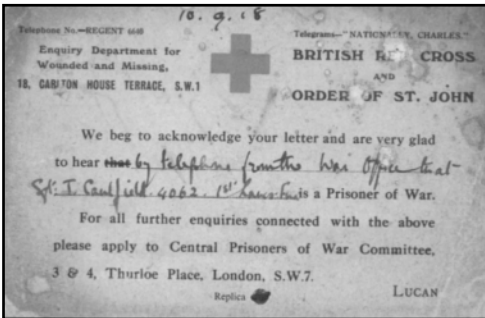 10.9.18
Telephone No.—REGENT
Telegrams—"NATIONALLY, CHARLES."
Enquiry Department for
Wounded and Missing,
18, CARLTON HOUSE TERRACE, S.W.1
BRITISH RED CROSS
AND
ORDER OF ST. JOHN
We beg to acknowledge your letter and are very glad
to hear that by telephone from the War Office that
Sgt: T. Caulfield. 4062. 1st is a Prisoner of War.
For all further enquiries connected with the above
please apply to Central Prisoners of War Committee,
3 & 4, Thurloe Place, London, S.W.7.
Replica
LUCAN